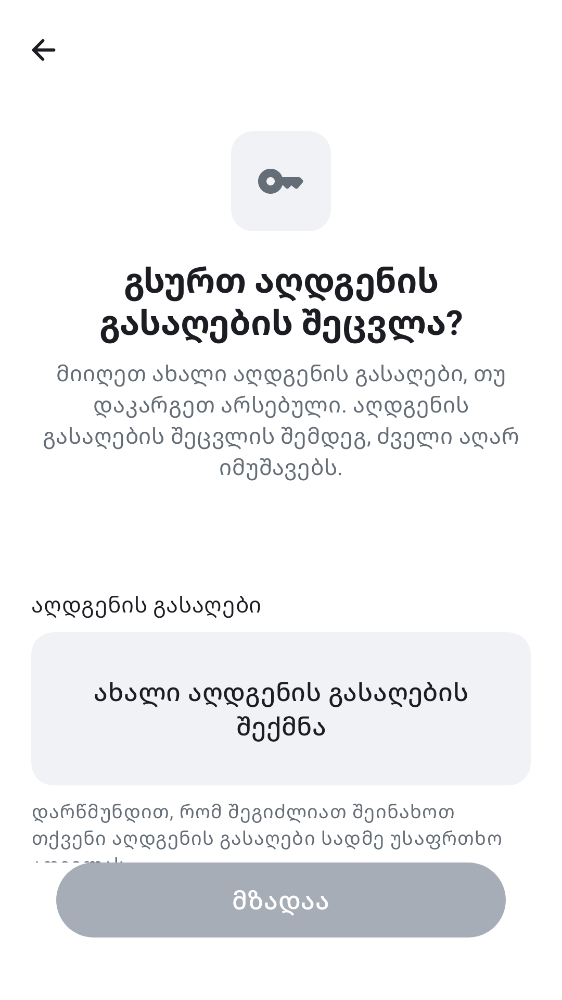 გსურთ აღდგენის
გასაღების შეცვლა?
მიიღეთ ახალი აღდგენის გასაღები, თუ
დაკარგეთ არსებული. აღდგენის
გასაღების შეცვლის შემდეგ, ძველი აღარ
იმუშავებს.
აღდგენის გასაღები
ახალი აღდგენის გასაღების
შექმნა
დარწმუნდით, რომ შეგიძლიათ შეინახოთ
თქვენი აღდგენის გასაღები სადმე უსაფრთხო
მზადაა